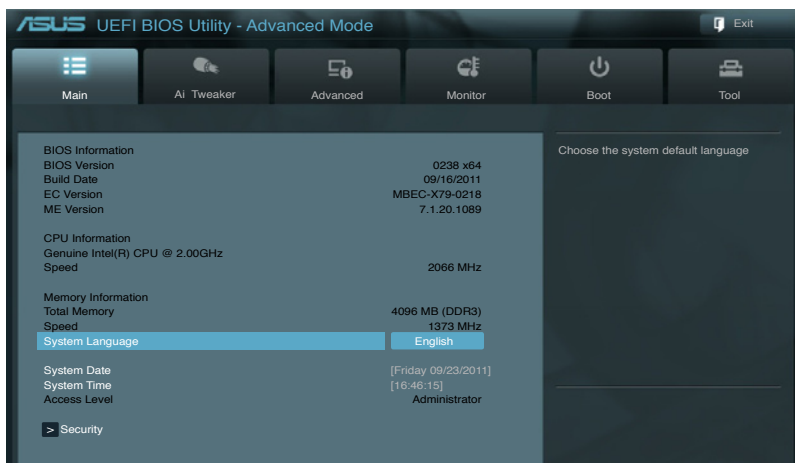 ASUS UEFI BIOS Utility - Advanced Mode
Exit
Main Ai Tweaker Advanced Monitor Boot Tool
Choose the system default language
BIOS Information
BIOS Version 0238 x64
Build Date 09/16/2011
EC Version MBEC-X79-0218
ME Version 7.1.20.1089
CPU Information
Genuine Intel(R) CPU @ 2.00GHz
Speed 2066 MHz
Memory Information
Total Memory 4096 MB (DDR3)
Speed 1373 MHz
System Language English
System Date [Friday 09/23/2011]
System Time [16:46:15]
Access Level Administrator
> Security